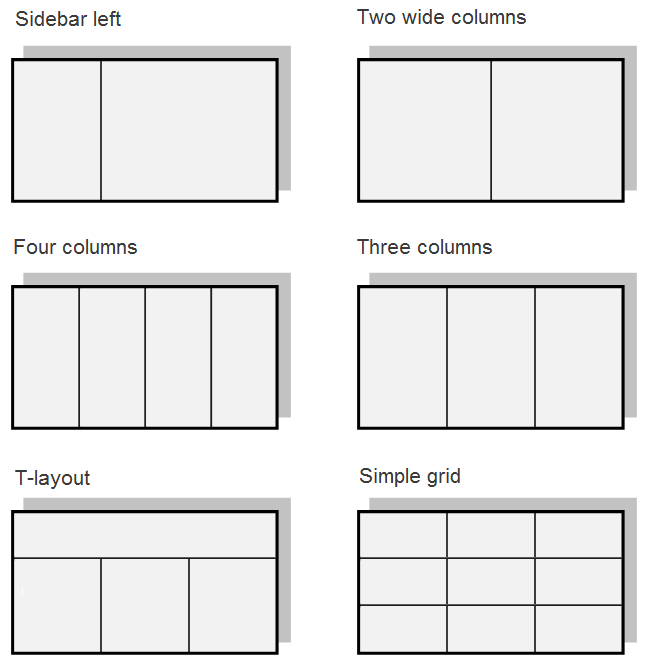 Sidebar left
Two wide columns
Four columns
Three columns
T-layout
Simple grid